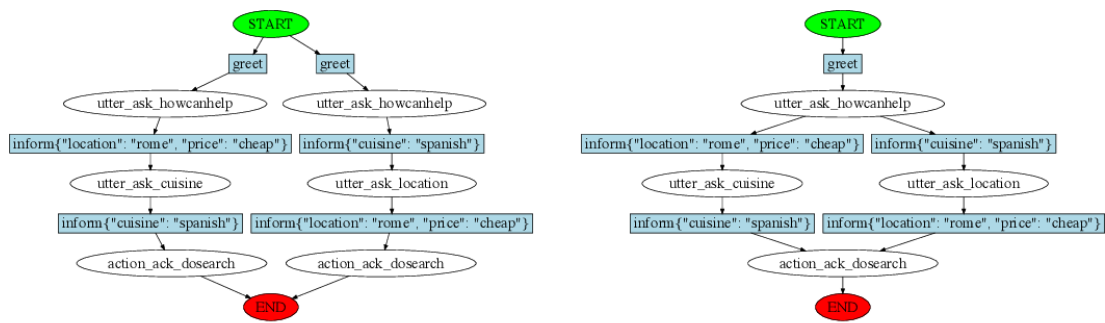 START
greet
greet
utter_ask_howcanhelp
utter_ask_howcanhelp
inform{"location": "rome", "price": "cheap"}
inform{"cuisine": "spanish"}
utter_ask_cuisine
utter_ask_location
inform{"cuisine": "spanish"}
inform{"location": "rome", "price": "cheap"}
action_ack_dosearch
action_ack_dosearch
END
START
greet
utter_ask_howcanhelp
inform{"location": "rome", "price": "cheap"}
inform{"cuisine": "spanish"}
utter_ask_cuisine
utter_ask_location
inform{"cuisine": "spanish"}
inform{"location": "rome", "price": "cheap"}
action_ack_dosearch
END